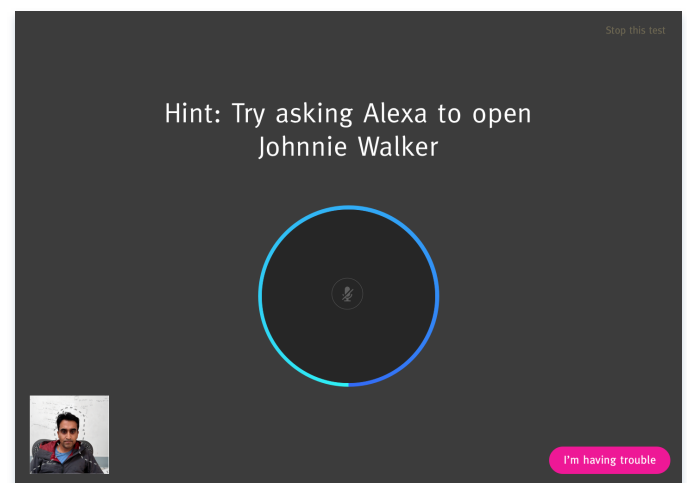 Stop this test
Hint: Try asking Alexa to open
Johnnie Walker
I'm having trouble